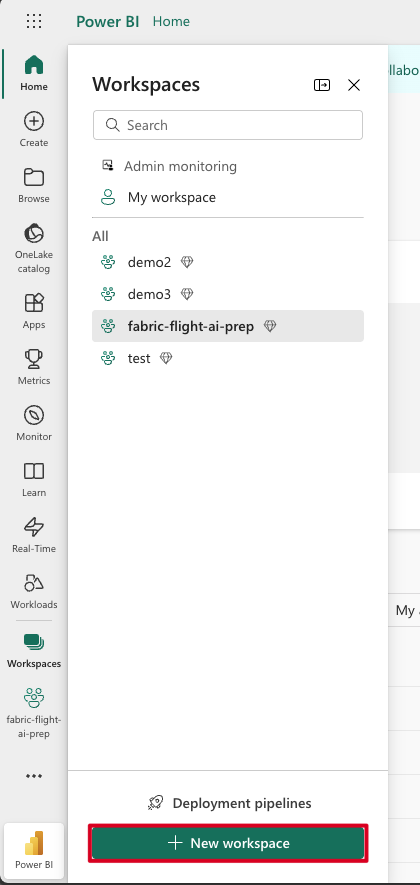 Power BI Home
Home
Create
Browse
OneLake
catalog
Apps
Metrics
Monitor
Learn
Real-Time
Workloads
Workspaces
fabric-flight-
ai-prep
Power BI
Workspaces
Search
Admin monitoring
My workspace
All
demo2
demo3
fabric-flight-ai-prep
test
Deployment pipelines
New workspace
My